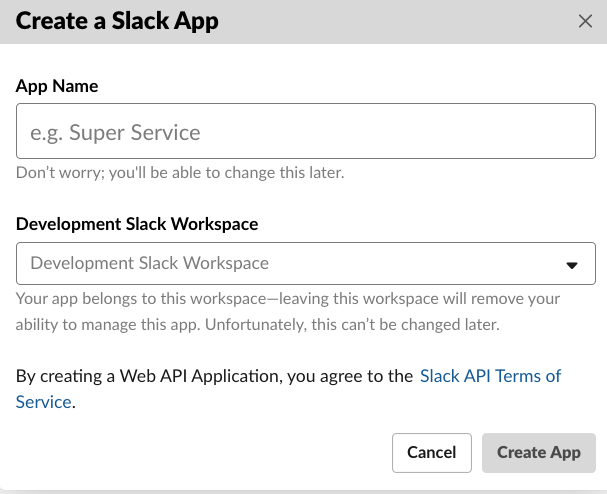 Create a Slack App
App Name
e.g. Super Service
Don't worry; you'll be able to change this later.
Development Slack Workspace
Development Slack Workspace
Your app belongs to this workspace—leaving this workspace will remove your
ability to manage this app. Unfortunately, this can't be changed later.
By creating a Web API Application, you agree to the Slack API Terms of
Service.
Cancel
Create App